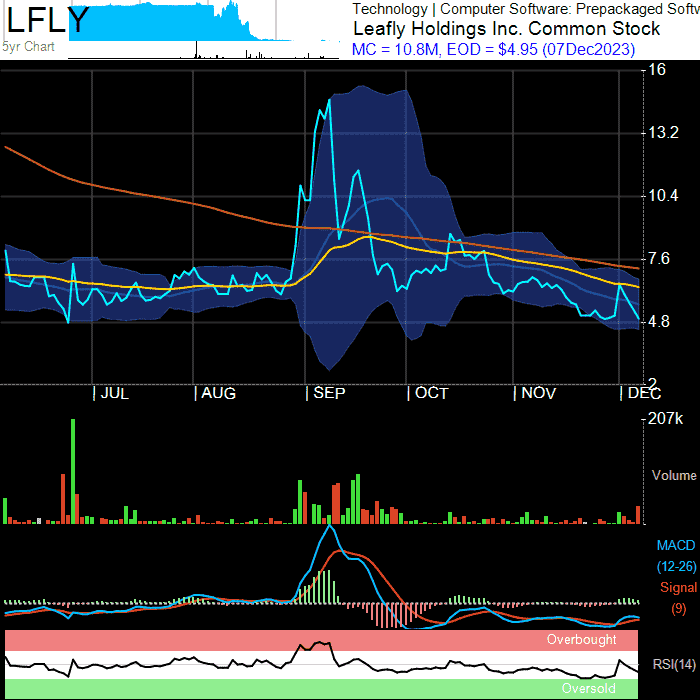 LFLY
Technology | Computer Software: Prepackaged Softw
Leafly Holdings Inc. Common Stock
5yr Chart
MC = 10.8M, EOD = $4.95 (07Dec2023)
16
13.2
10.4
7.6
4.8
2
JUL
AUG
SEP
OCT
NOV
DEC
207k
Volume
MACD
(12-26)
Signal
(9)
Overbought
RSI(14)
Oversold